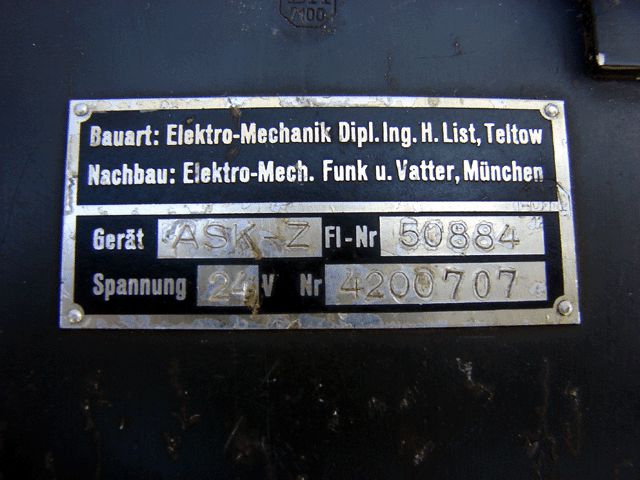 7100
Bauart: Elektro-Mechanik Dipl. Ing. H. List, Teltow
Nachbau: Elektro-Mech. Funk u. Vatter, München
Gerät ASK-Z Fl-Nr 50884
Spannung 24 V Nr 4200707